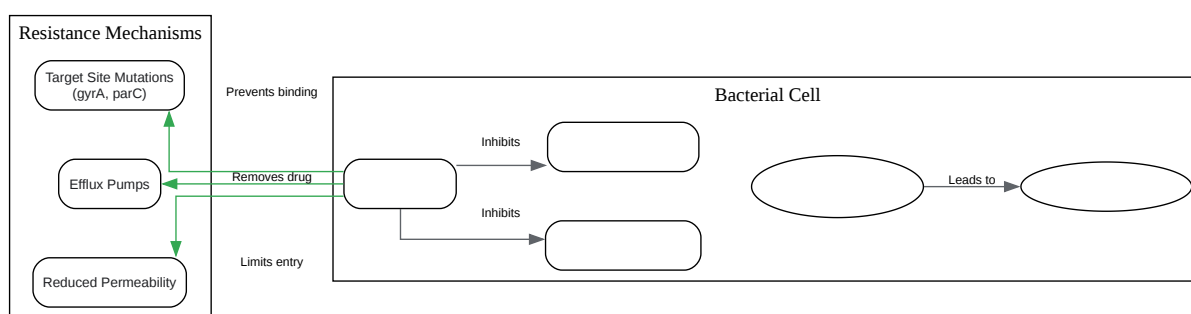 Resistance Mechanisms
Target Site Mutations
(gyrA, parC)
Efflux Pumps
Reduced Permeability
Prevents binding
Removes drug
Limits entry
Bacterial Cell
Inhibits
Inhibits
Leads to